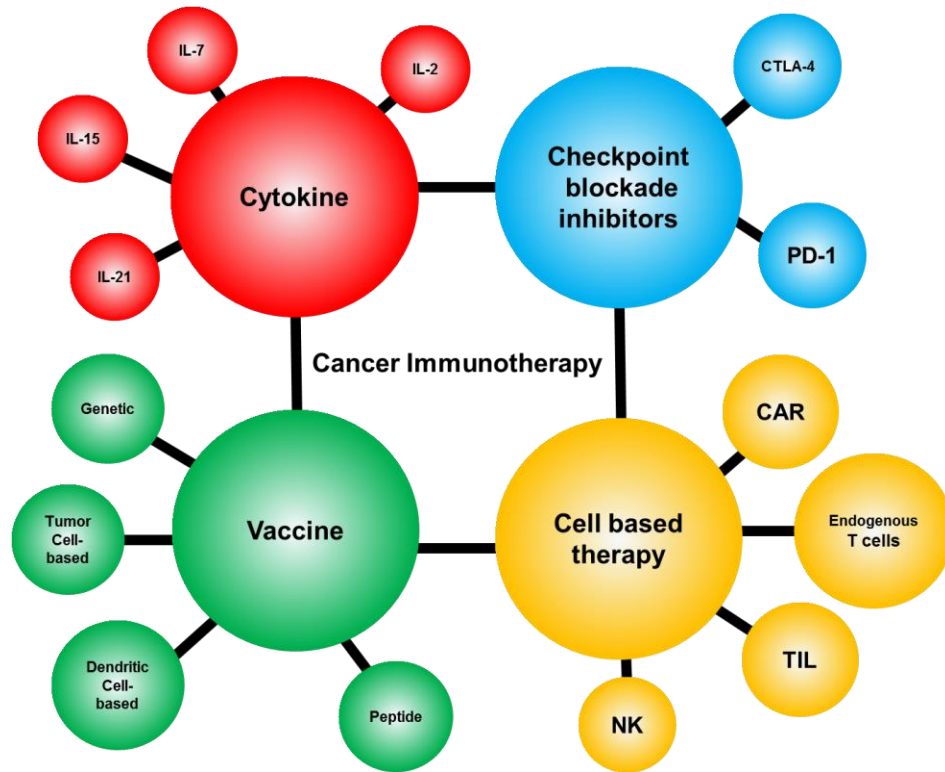 IL-7
IL-2
IL-15
Cytokine
IL-21
CTLA-4
Checkpoint
blockade
inhibitors
PD-1
Cancer Immunotherapy
Genetic
Tumor
Cell-
based
Vaccine
Dendritic
Cell-
based
Peptide
CAR
Cell based
therapy
Endogenous
T cells
TIL
NK